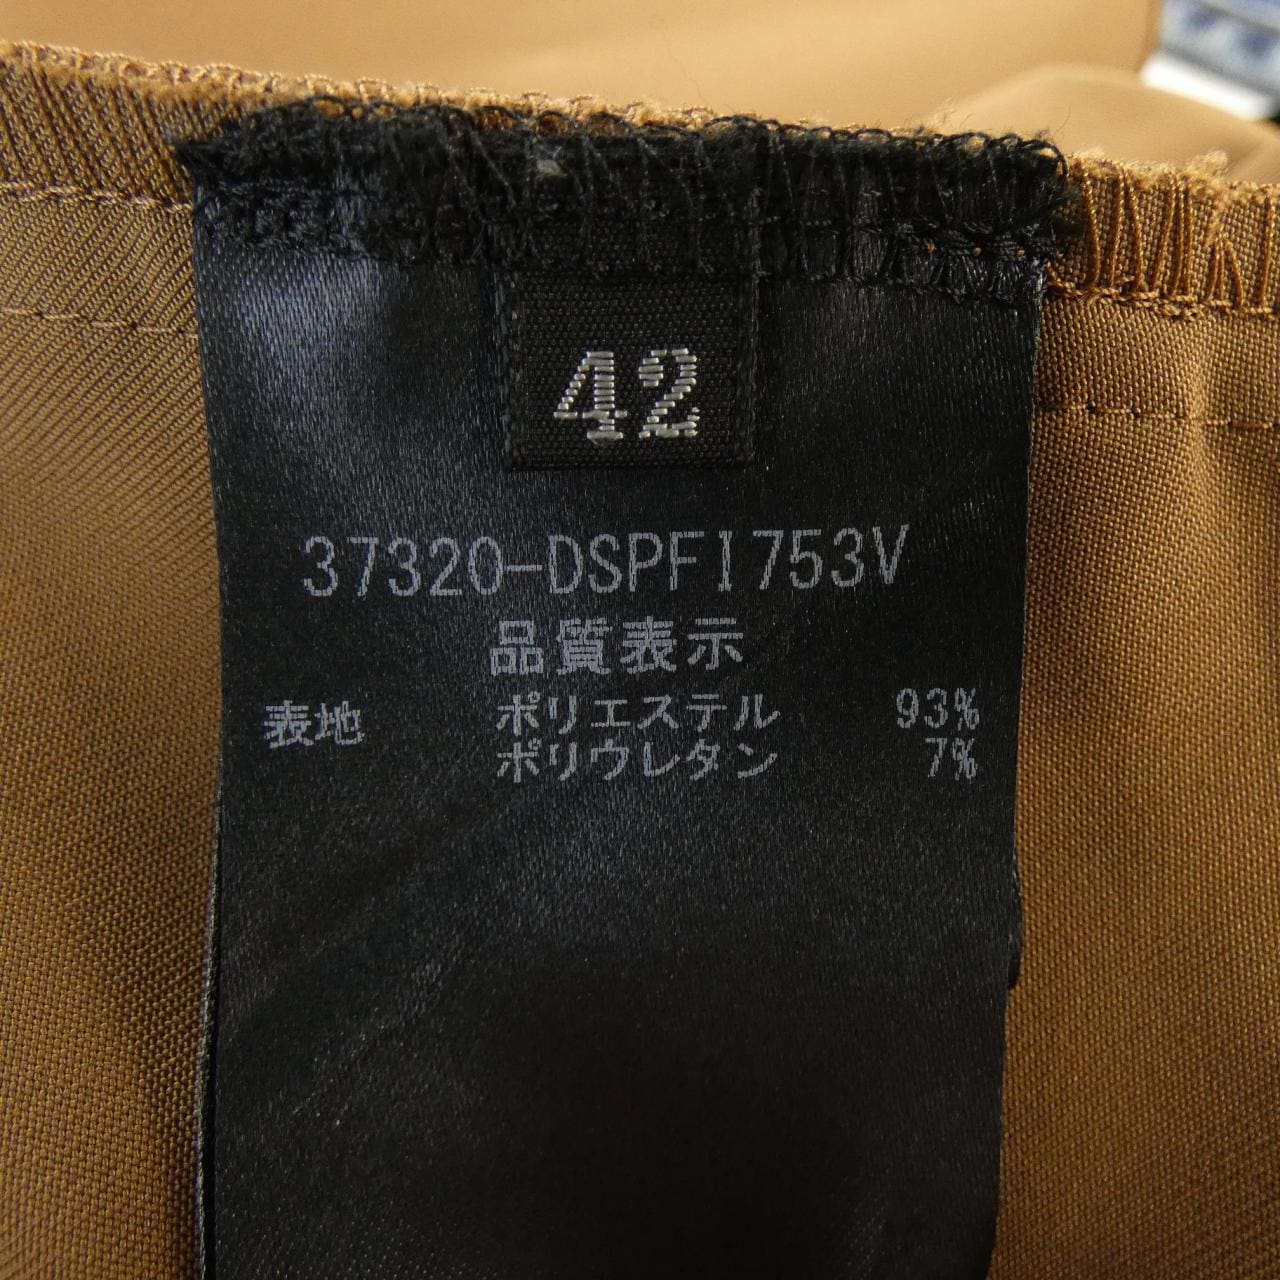 42
37320-DSPFI753V
品質表示
表地 ポリエステル 93%
ポリウレタン 7%